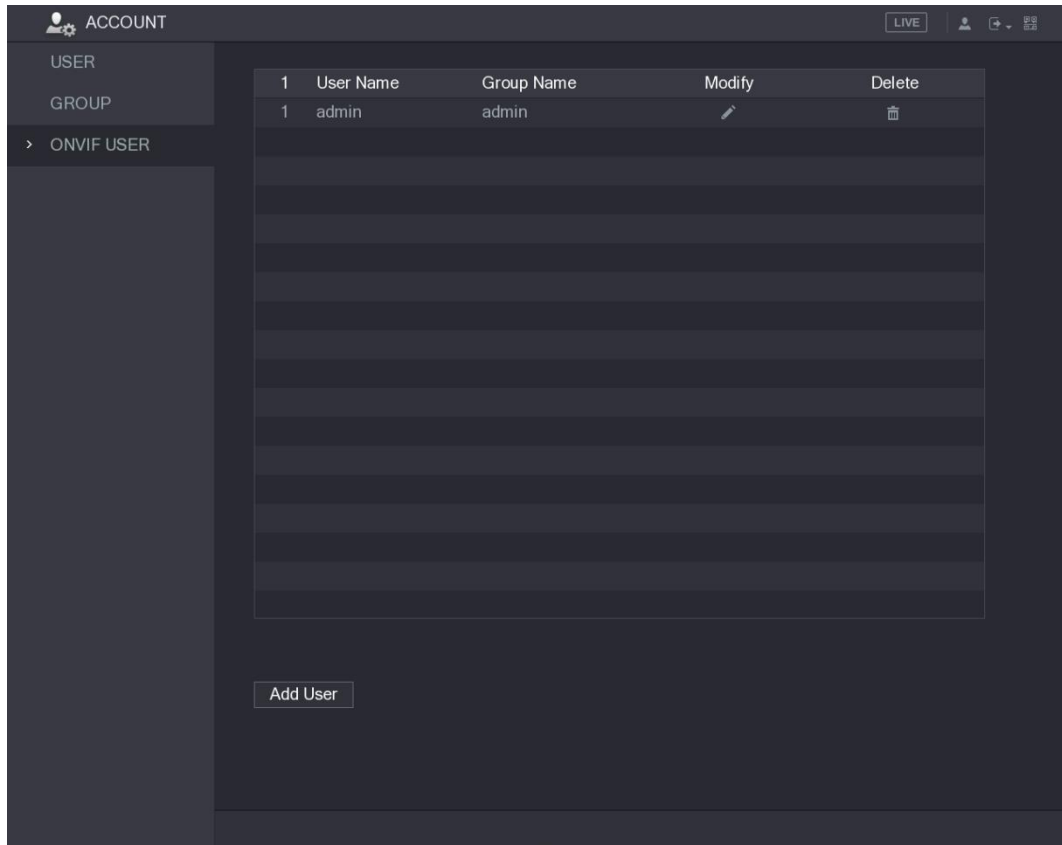 ACCOUNT LIVE
USER
GROUP
ONVIF USER
1 User Name Group Name Modify Delete
1 admin admin
Add User